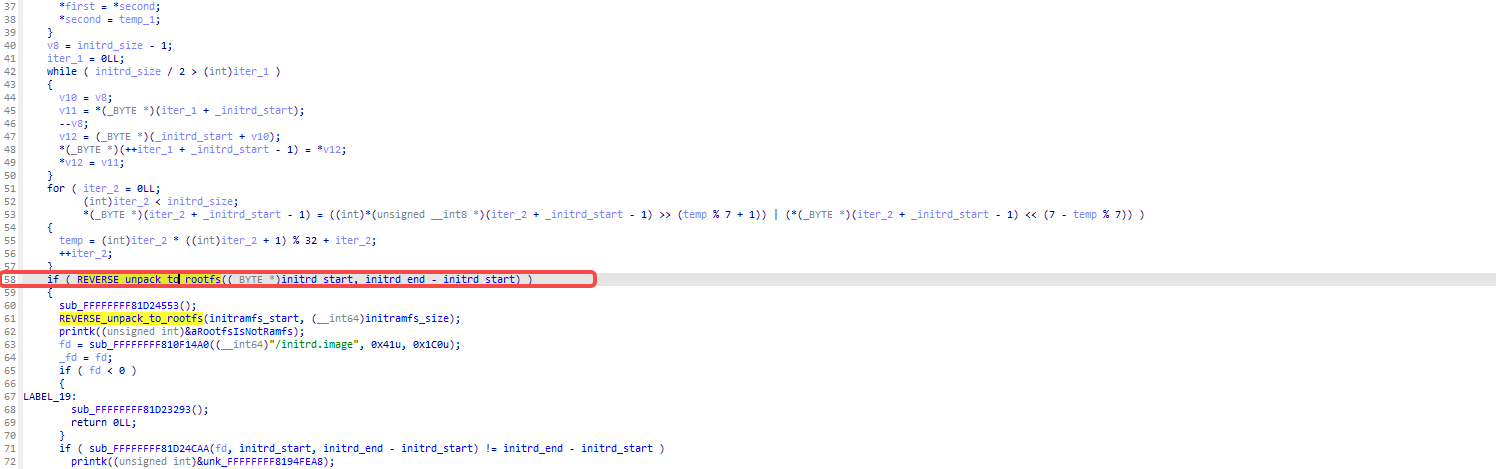 37 *first = *second;
38 *second = temp_1;
39 }
40 v8 = initrd_size - 1;
41 iter_1 = 0LL;
42 while ( initrd_size / 2 > (int)iter_1 )
43 {
44 v10 = v8;
45 v11 = *(_BYTE *)(iter_1 + _initrd_start);
46 --v8;
47 v12 = (_BYTE *)(_initrd_start + v10);
48 *(_BYTE *)(++iter_1 + _initrd_start - 1) = *v12;
49 *v12 = v11;
50 }
51 for ( iter_2 = 0LL;
52 (int)iter_2 < initrd_size;
53 *(_BYTE *)(iter_2 + _initrd_start - 1) = ((int)*(unsigned __int8 *)(iter_2 + _initrd_start - 1) >> (temp % 7 + 1)) | (*(_BYTE *)(iter_2 + _initrd_start - 1) << (7 - temp % 7)) )
54 {
55 temp = (int)iter_2 * ((int)iter_2 + 1) % 32 + iter_2;
56 ++iter_2;
57 }
58 if ( REVERSE_unpack_to_rootfs((_BYTE *)initrd_start, initrd_end - initrd_start) )
59 {
60 sub_FFFFFFFF81D24553();
61 REVERSE_unpack_to_rootfs(initramfs_start, (__int64)initramfs_size);
62 printk((unsigned int)&aRootfsIsNotRamfs);
63 fd = sub_FFFFFFFF810F14A0((__int64)"/initrd.image", 0x41u, 0x1C0u);
64 _fd = fd;
65 if ( fd < 0 )
66 {
67 LABEL_19:
68 sub_FFFFFFFF81D23293();
69 return 0LL;
70 }
71 if ( sub_FFFFFFFF81D24CAA(fd, initrd_start, initrd_end - initrd_start) != initrd_end - initrd_start )
72 printk((unsigned int)&unk_FFFFFFFF8194FEA8);